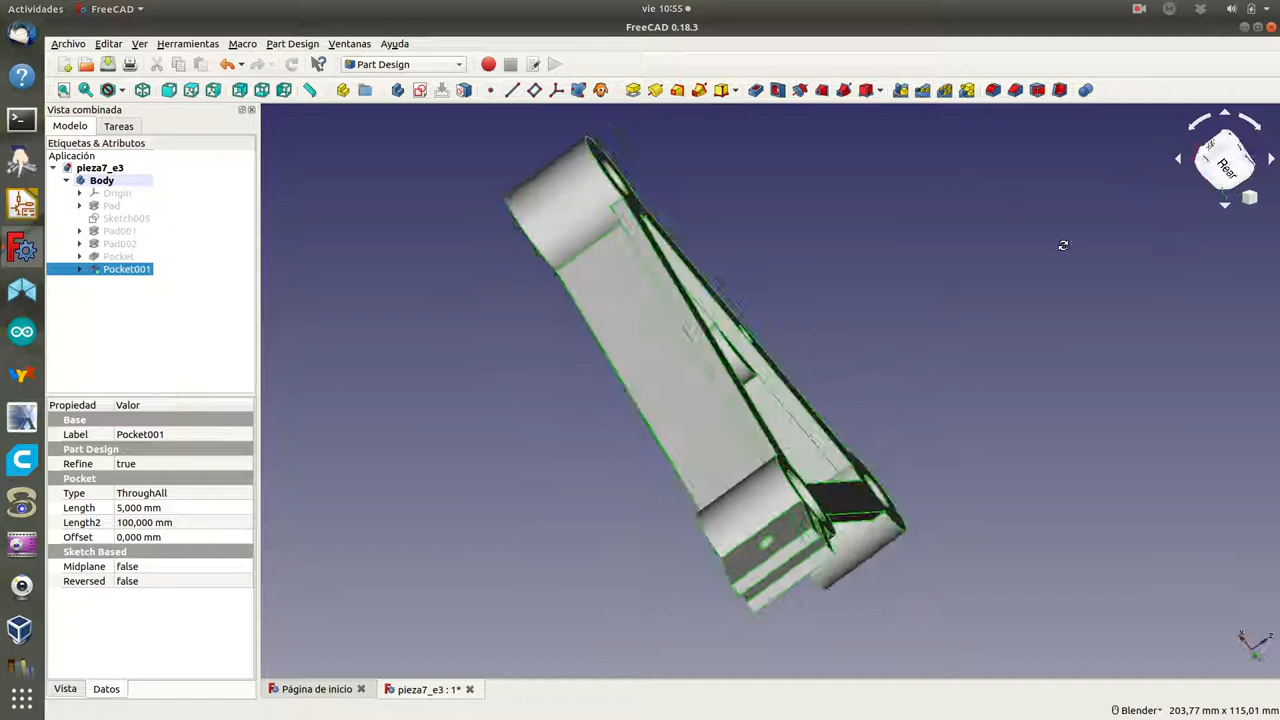 Actividades FreeCAD vie 10:55
FreeCAD 0.18.3
Archivo Editar Ver Herramientas Macro Part Design Ventanas Ayuda
Part Design
Vista combinada
Modelo Tareas
Etiquetas & Atributos
Aplicación
pieza7_e3
Body
Origin
Pad
Sketch005
Pad001
Pad002
Pocket
Pocket001
Rear
Propiedad Valor
Base
Label Pocket001
Part Design
Refine true
Pocket
Type ThroughAll
Length 5,000 mm
Length2 100,000 mm
Offset 0,000 mm
Sketch Based
Midplane false
Reversed false
Vista Datos
Página de inicio pieza7_e3 : 1*
Blender 203,77 mm x 115,01 mm